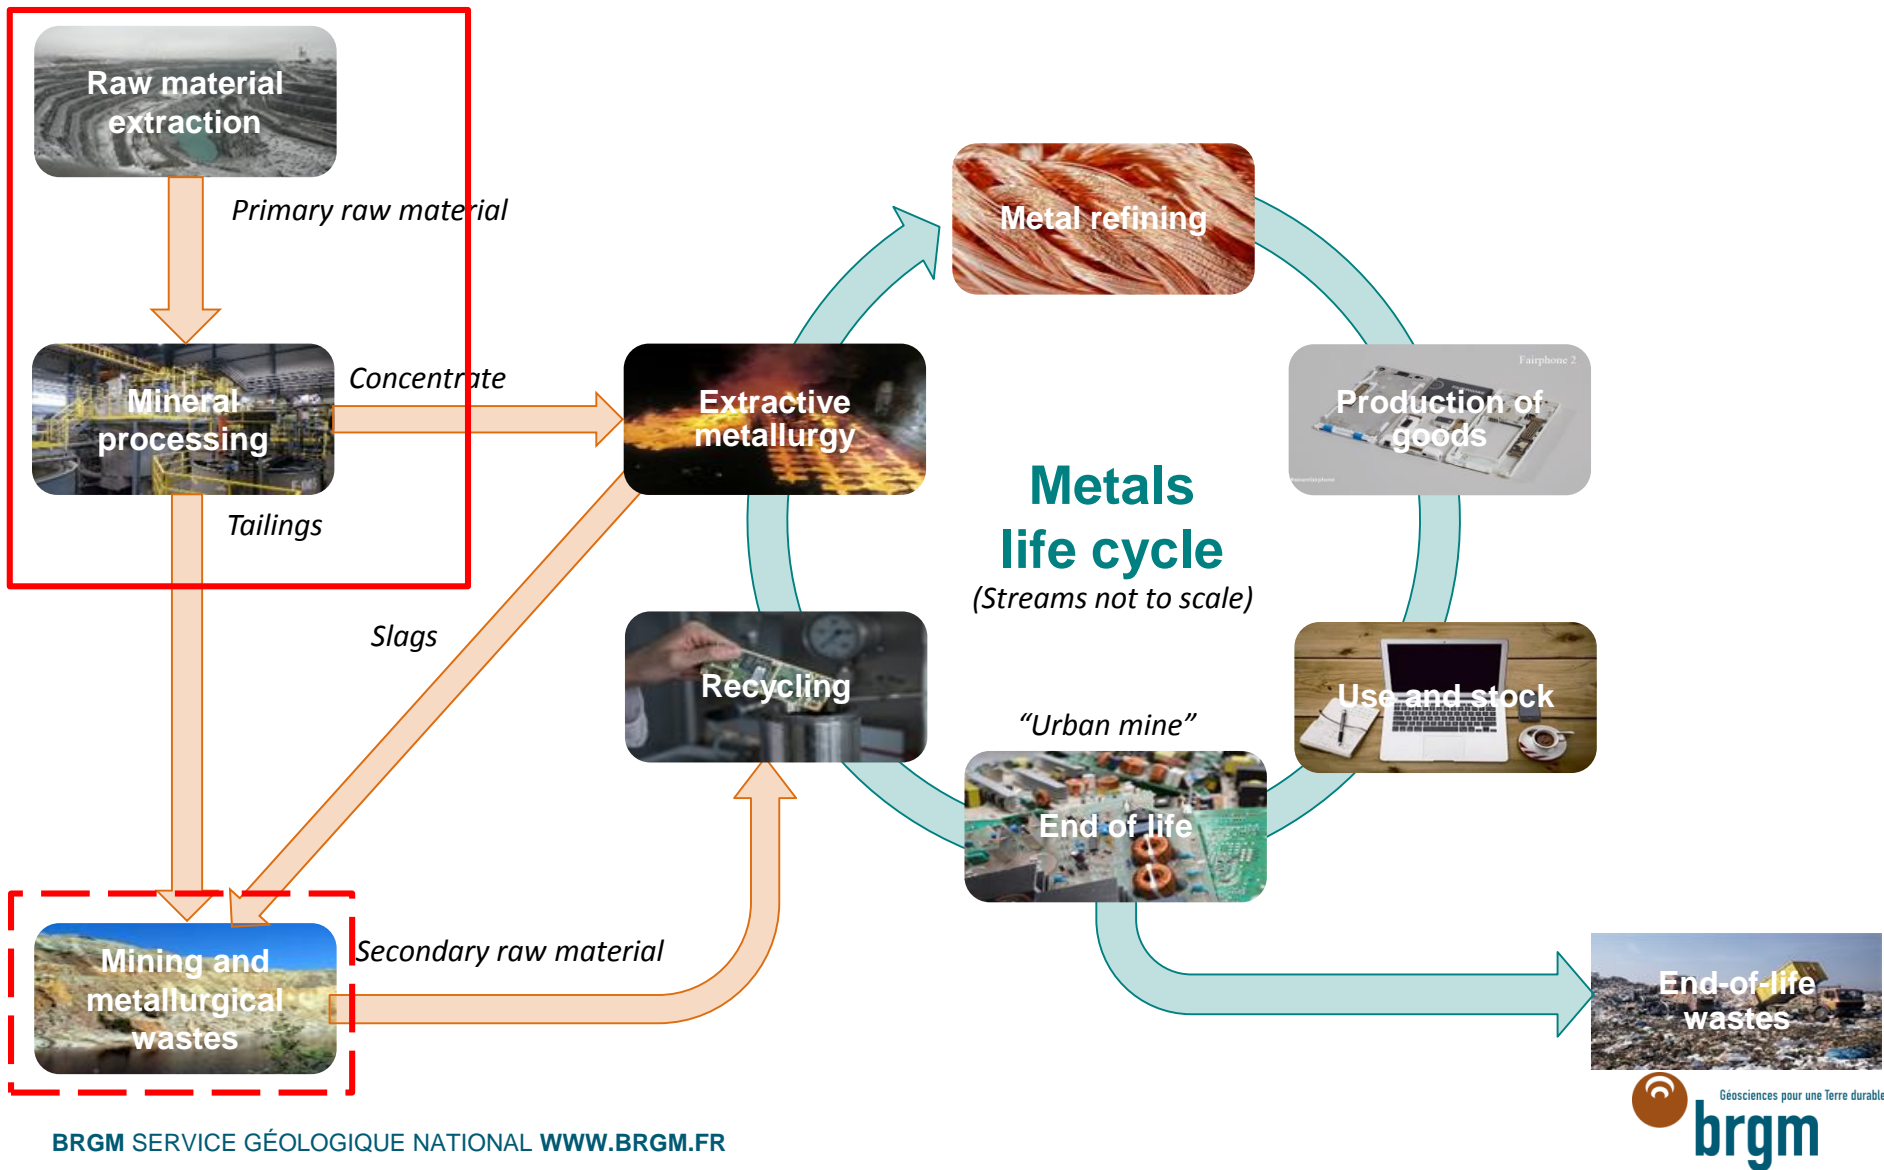 Raw material
extraction
Primary raw material
Metal refining
Mineral
processing
Concentrate
Extractive
metallurgy
Fairphone 2
Production of
goods
Metals
life cycle
(Streams not to scale)
Tailings
Slags
Recycling
Use and stock
“Urban mine”
End of life
Mining and
metallurgical
wastes
Secondary raw material
End-of-life
wastes
Géosciences pour une Terre durable
brgm
BRGM SERVICE GÉOLOGIQUE NATIONAL WWW.BRGM.FR